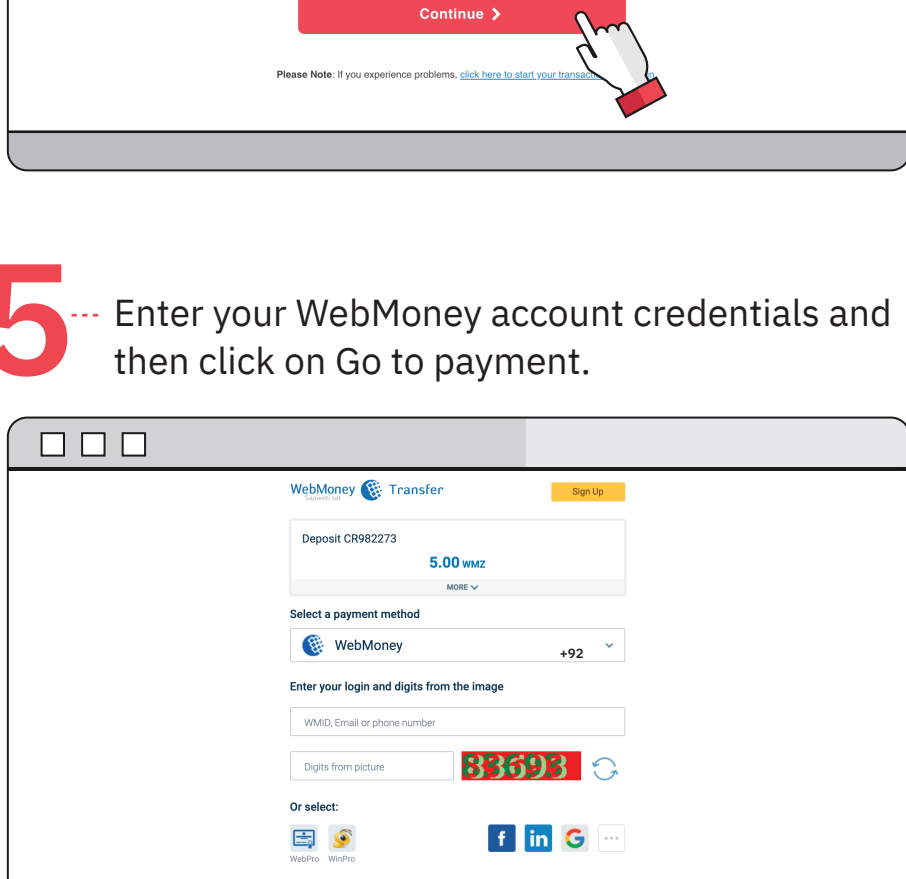 Continue
Please Note: If you experience problems, click here to start your
5
Enter your WebMoney account credentials and
then click on Go to payment.
WebMoney Transfer
Sapienti sat
Sign Up
Deposit CR982273
5.00 WMZ
MORE
Select a payment method
WebMoney
+92
Enter your login and digits from the image
WMID, Email or phone number
Digits from picture
83693
Or select:
f in G ...
WebPro WinPro